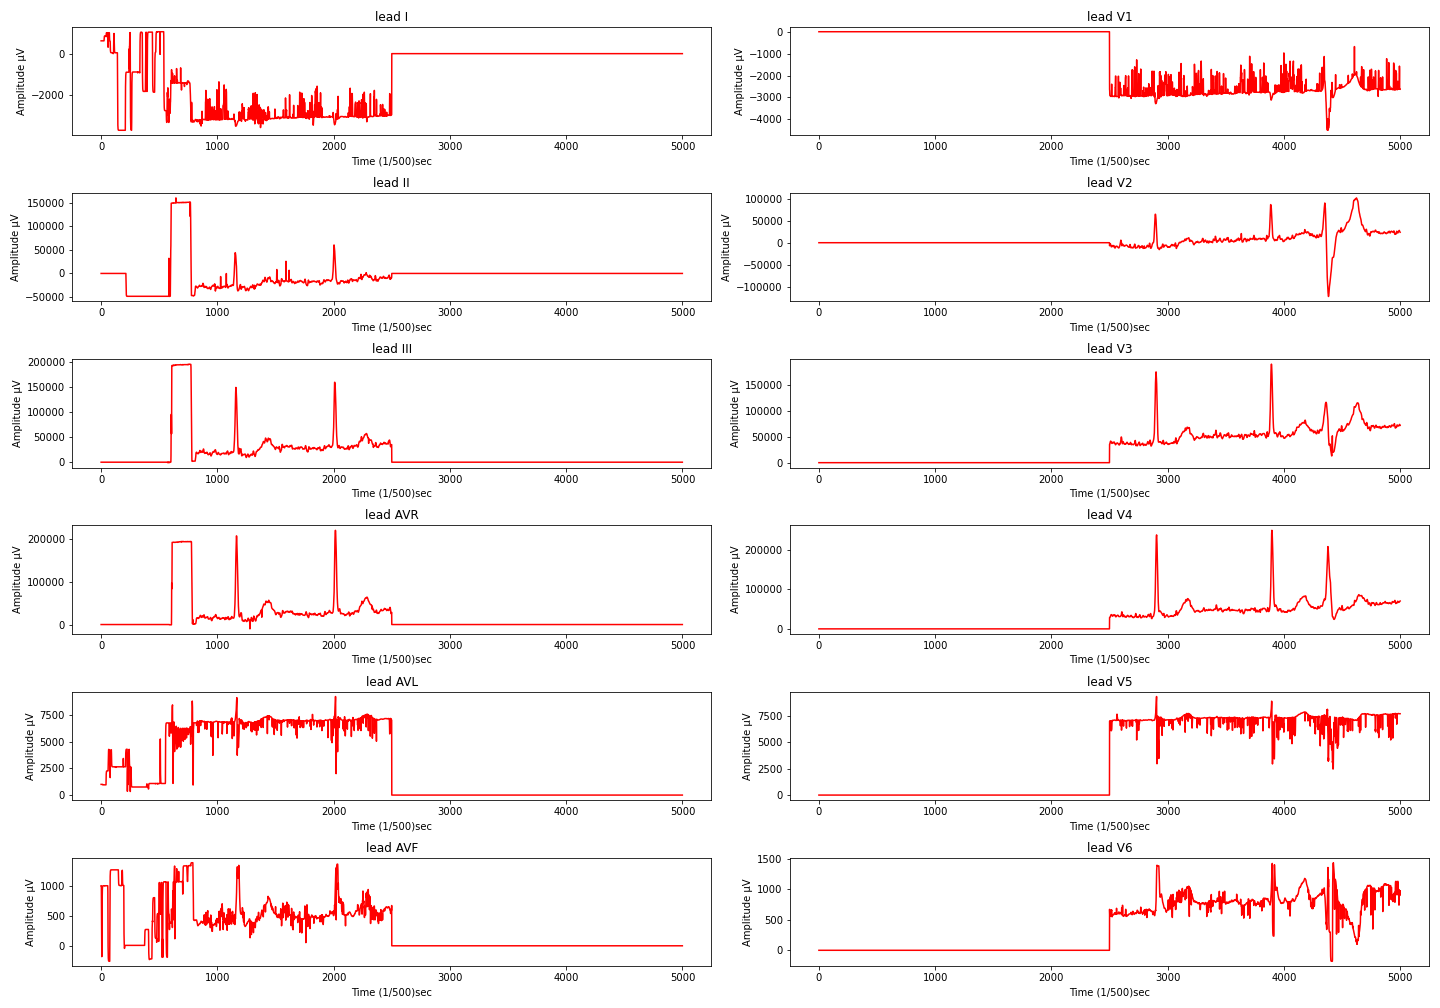 lead I
Amplitude μV
0
−2000
0 1000 2000 3000 4000 5000
Time (1/500)sec
lead V1
Amplitude μV
0
−1000
−2000
−3000
−4000
0 1000 2000 3000 4000 5000
Time (1/500)sec
lead II
Amplitude μV
150000
100000
50000
0
−50000
0 1000 2000 3000 4000 5000
Time (1/500)sec
lead V2
Amplitude μV
100000
50000
0
−50000
−100000
0 1000 2000 3000 4000 5000
Time (1/500)sec
lead III
Amplitude μV
200000
150000
100000
50000
0
0 1000 2000 3000 4000 5000
Time (1/500)sec
lead V3
Amplitude μV
150000
100000
50000
0
0 1000 2000 3000 4000 5000
Time (1/500)sec
lead AVR
Amplitude μV
200000
100000
0
0 1000 2000 3000 4000 5000
Time (1/500)sec
lead V4
Amplitude μV
200000
100000
0
0 1000 2000 3000 4000 5000
Time (1/500)sec
lead AVL
Amplitude μV
7500
5000
2500
0
0 1000 2000 3000 4000 5000
Time (1/500)sec
lead V5
Amplitude μV
7500
5000
2500
0
0 1000 2000 3000 4000 5000
Time (1/500)sec
lead AVF
Amplitude μV
1000
500
0
0 1000 2000 3000 4000 5000
Time (1/500)sec
lead V6
Amplitude μV
1500
1000
500
0
0 1000 2000 3000 4000 5000
Time (1/500)sec